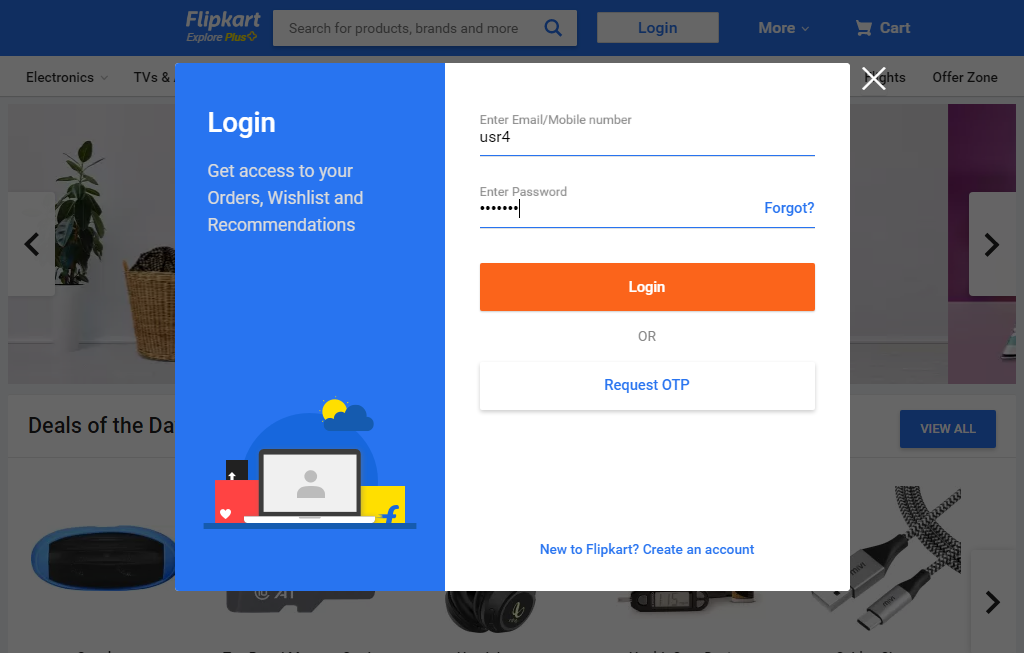 Flipkart
Explore Plus
Search for products, brands and more
Login
More
Cart
Electronics
TVs &
Flights
Offer Zone
Login
Get access to your
Orders, Wishlist and
Recommendations
Enter Email/Mobile number
usr4
Enter Password
•••••••
Forgot?
Login
OR
Request OTP
New to Flipkart? Create an account
Deals of the Da
VIEW ALL